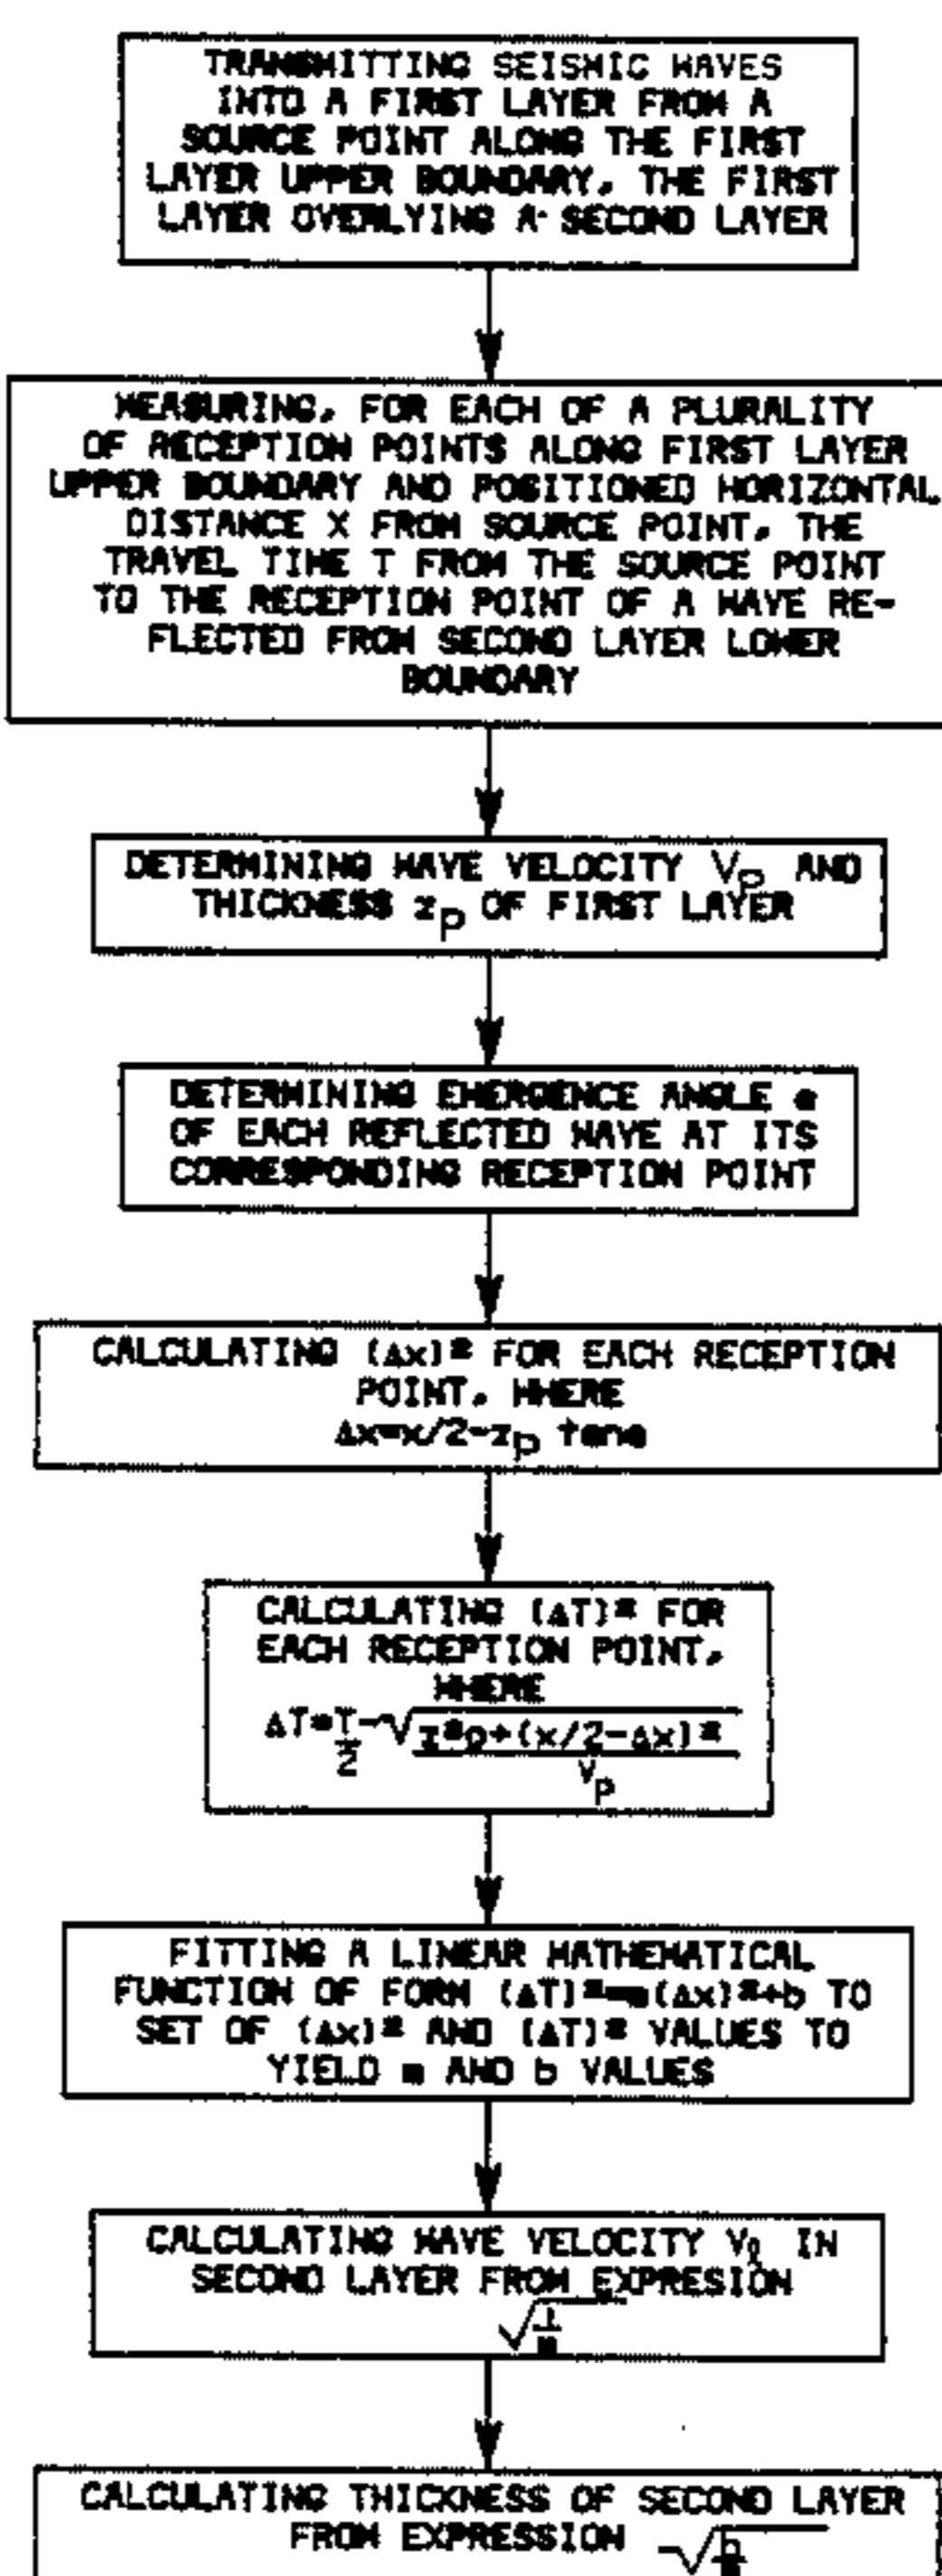 TRANSMITTING SEISMIC WAVES
INTO A FIRST LAYER FROM A
SOURCE POINT ALONG THE FIRST
LAYER UPPER BOUNDARY, THE FIRST
LAYER OVERLYING A SECOND LAYER
MEASURING, FOR EACH OF A PLURALITY
OF RECEPTION POINTS ALONG FIRST LAYER
UPPER BOUNDARY AND POSITIONED HORIZONTAL
DISTANCE X FROM SOURCE POINT, THE
TRAVEL TIME T FROM THE SOURCE POINT
TO THE RECEPTION POINT OF A WAVE RE-
FLECTED FROM SECOND LAYER LOWER
BOUNDARY
DETERMINING WAVE VELOCITY Vp AND
THICKNESS zp OF FIRST LAYER
DETERMINING EMERGENCE ANGLE e
OF EACH REFLECTED WAVE AT ITS
CORRESPONDING RECEPTION POINT
CALCULATING (Δx)² FOR EACH RECEPTION
POINT, WHERE
Δx=x/2-zp tane
CALCULATING (ΔT)² FOR
EACH RECEPTION POINT,
WHERE
ΔT=T/2-√(z²p+(x/2-Δx)²)/Vp
FITTING A LINEAR MATHEMATICAL
FUNCTION OF FORM (ΔT)²=m(Δx)²+b TO
SET OF (Δx)² AND (ΔT)² VALUES TO
YIELD m AND b VALUES
CALCULATING WAVE VELOCITY Vi IN
SECOND LAYER FROM EXPRESION
√(1/m)
CALCULATING THICKNESS OF SECOND LAYER
FROM EXPRESSION √(b/m)